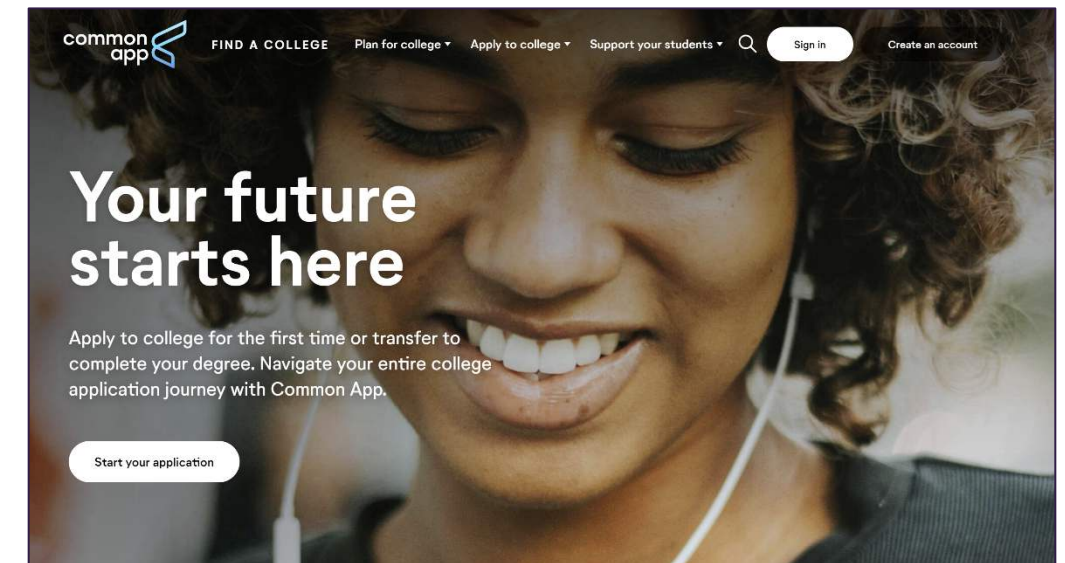 common
app
FIND A COLLEGE
Plan for college
Apply to college
Support your students
Sign in
Create an account
Your future
starts here
Apply to college for the first time or transfer to
complete your degree. Navigate your entire college
application journey with Common App.
Start your application